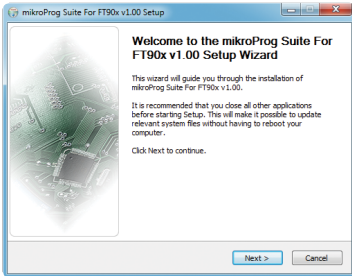 mikroProg Suite For FT90x v1.00 Setup
Welcome to the mikroProg Suite For
FT90x v1.00 Setup Wizard
This wizard will guide you through the installation of
mikroProg Suite For FT90x v1.00.
It is recommended that you close all other applications
before starting Setup. This will make it possible to update
relevant system files without having to reboot your
computer.
Click Next to continue.
Next >
Cancel